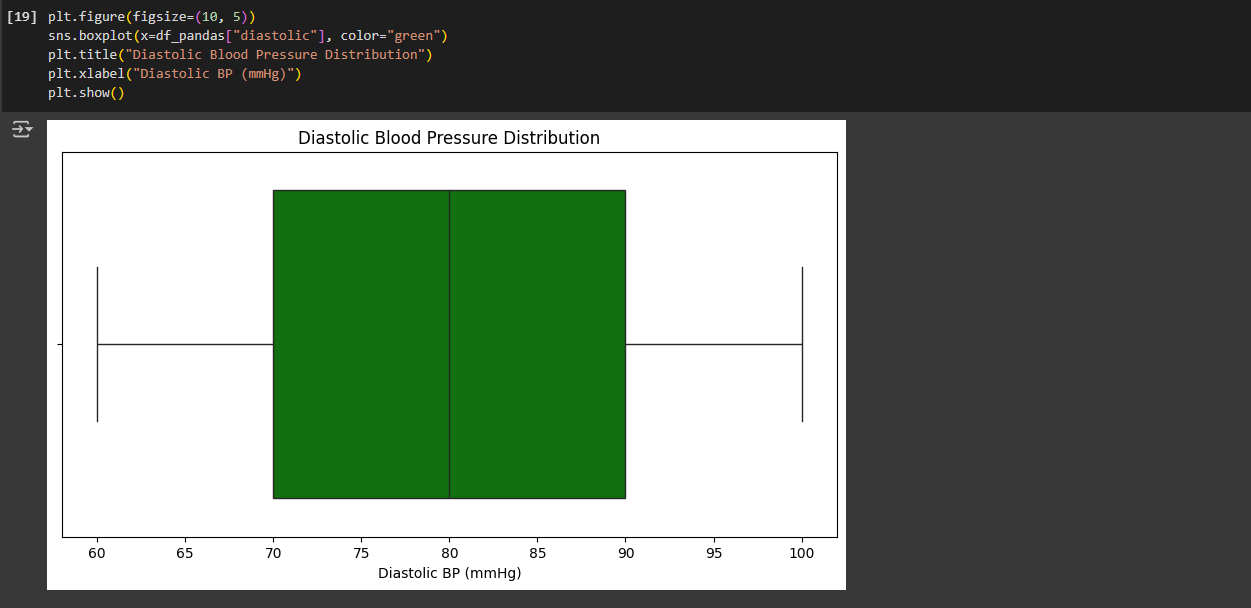 [19] plt.figure(figsize=(10, 5))
sns.boxplot(x=df_pandas["diastolic"], color="green")
plt.title("Diastolic Blood Pressure Distribution")
plt.xlabel("Diastolic BP (mmHg)")
plt.show()
Diastolic Blood Pressure Distribution
60 65 70 75 80 85 90 95 100
Diastolic BP (mmHg)